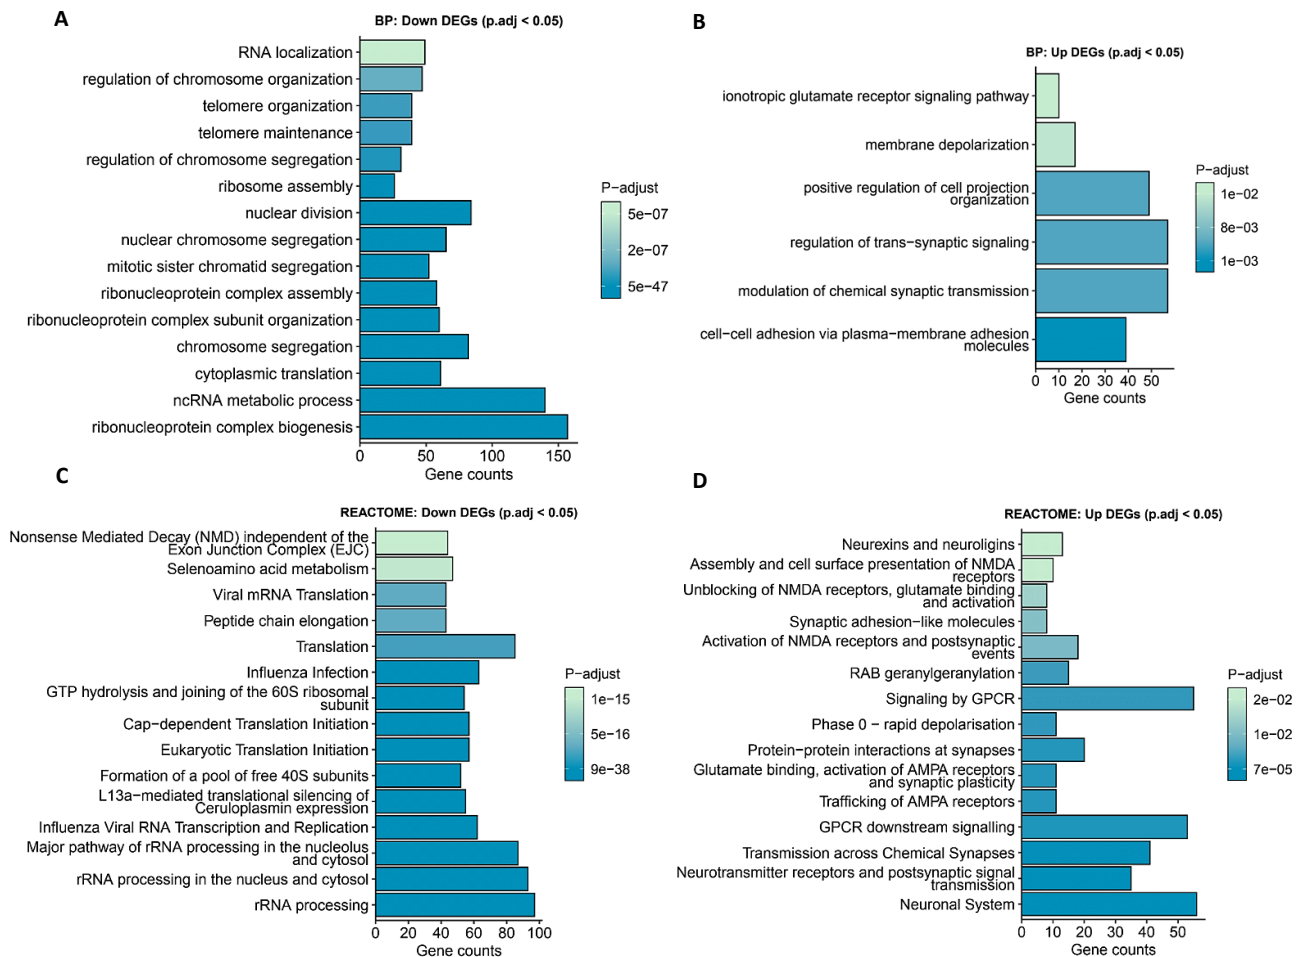 A
BP: Down DEGs (p.adj < 0.05)
RNA localization
regulation of chromosome organization
telomere organization
telomere maintenance
regulation of chromosome segregation
ribosome assembly
nuclear division
nuclear chromosome segregation
mitotic sister chromatid segregation
ribonucleoprotein complex assembly
ribonucleoprotein complex subunit organization
chromosome segregation
cytoplasmic translation
ncRNA metabolic process
ribonucleoprotein complex biogenesis
0 50 100 150
Gene counts
P−adjust
5e−07
2e−07
5e−47
B
BP: Up DEGs (p.adj < 0.05)
ionotropic glutamate receptor signaling pathway
membrane depolarization
positive regulation of cell projection
organization
regulation of trans−synaptic signaling
modulation of chemical synaptic transmission
cell−cell adhesion via plasma−membrane adhesion
molecules
0 10 20 30 40 50
Gene counts
P−adjust
1e−02
8e−03
1e−03
C
REACTOME: Down DEGs (p.adj < 0.05)
Nonsense Mediated Decay (NMD) independent of the
Exon Junction Complex (EJC)
Selenoamino acid metabolism
Viral mRNA Translation
Peptide chain elongation
Translation
Influenza Infection
GTP hydrolysis and joining of the 60S ribosomal
subunit
Cap−dependent Translation Initiation
Eukaryotic Translation Initiation
Formation of a pool of free 40S subunits
L13a−mediated translational silencing of
Ceruloplasmin expression
Influenza Viral RNA Transcription and Replication
Major pathway of rRNA processing in the nucleolus
and cytosol
rRNA processing in the nucleus and cytosol
rRNA processing
0 20 40 60 80 100
Gene counts
P−adjust
1e−15
5e−16
9e−38
D
REACTOME: Up DEGs (p.adj < 0.05)
Neurexins and neuroligins
Assembly and cell surface presentation of NMDA
receptors
Unblocking of NMDA receptors, glutamate binding
and activation
Synaptic adhesion−like molecules
Activation of NMDA receptors and postsynaptic
events
RAB geranylgeranylation
Signaling by GPCR
Phase 0 − rapid depolarisation
Protein−protein interactions at synapses
Glutamate binding, activation of AMPA receptors
and synaptic plasticity
Trafficking of AMPA receptors
GPCR downstream signalling
Transmission across Chemical Synapses
Neurotransmitter receptors and postsynaptic signal
transmission
Neuronal System
0 10 20 30 40 50
Gene counts
P−adjust
2e−02
1e−02
7e−05